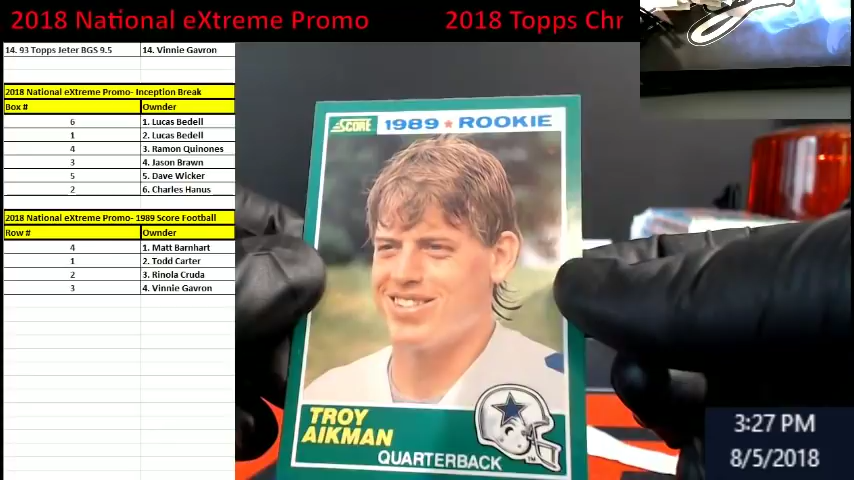 2018 National eXtreme Promo
2018 Topps Chr
14. 93 Topps Jeter BGS 9.5 14. Vinnie Gavron
2018 National eXtreme Promo- Inception Break
Box # Ownder
6 1. Lucas Bedell
1 2. Lucas Bedell
4 3. Ramon Quinones
3 4. Jason Brawn
5 5. Dave Wicker
2 6. Charles Hanus
2018 National eXtreme Promo- 1989 Score Football
Row # Ownder
4 1. Matt Barnhart
1 2. Todd Carter
2 3. Rinola Cruda
3 4. Vinnie Gavron
SCORE 1989 ROOKIE
TROY
AIKMAN
QUARTERBACK
TM
3:27 PM
8/5/2018